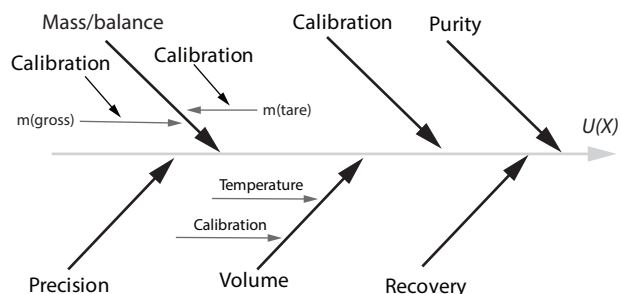 Mass/balance
Calibration
Purity
Calibration
Calibration
m(gross)
m(tare)
U(X)
Temperature
Calibration
Precision
Volume
Recovery